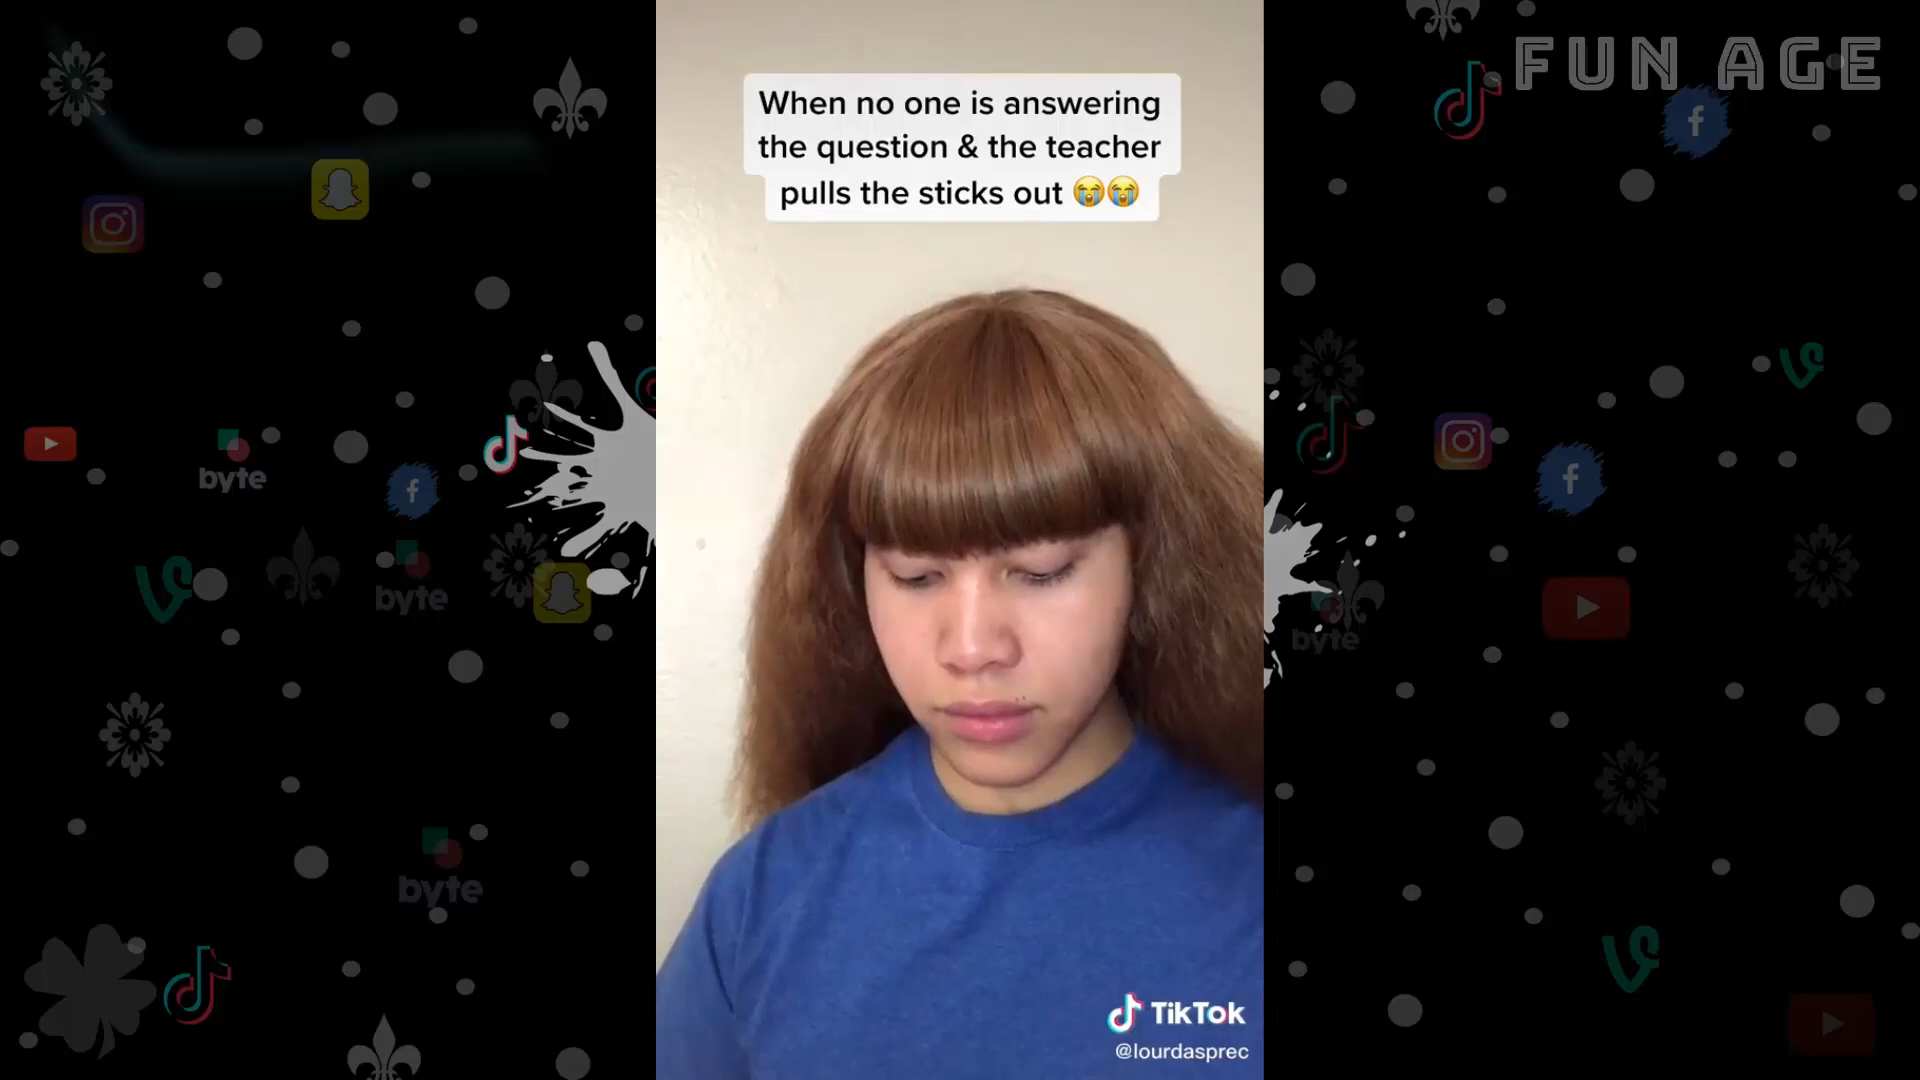 FUN AGE
When no one is answering
the question & the teacher
pulls the sticks out 😭😭
byte
byte
byte
byte
TikTok
@lourdasprec